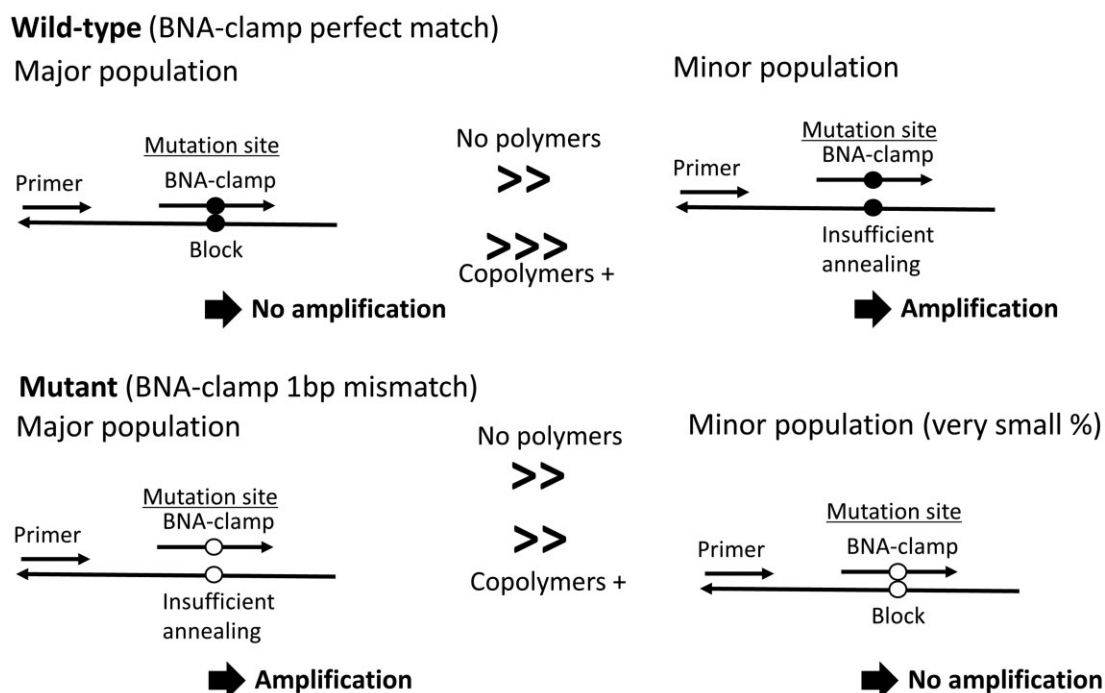 Wild-type (BNA-clamp perfect match)
Major population
Mutation site
BNA-clamp
Primer
Block
No amplification
No polymers
>>
>>>
Copolymers +
Minor population
Mutation site
BNA-clamp
Primer
Insufficient
annealing
Amplification
Mutant (BNA-clamp 1bp mismatch)
Major population
Mutation site
BNA-clamp
Primer
Insufficient
annealing
Amplification
No polymers
>>
>>
Copolymers +
Minor population (very small %)
Mutation site
BNA-clamp
Primer
Block
No amplification